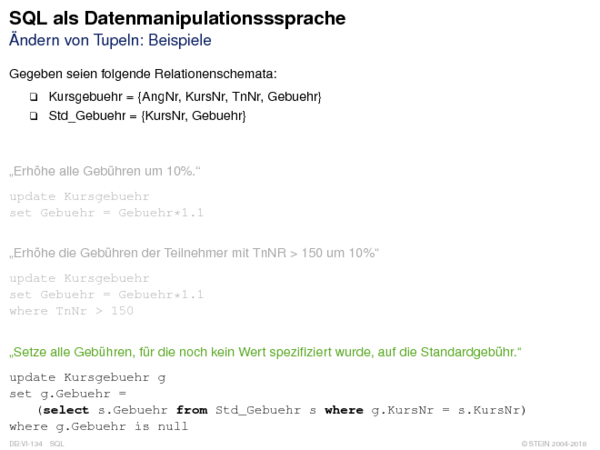 SQL als Datenmanipulationsssprache
Ändern von Tupeln: Beispiele
Gegeben seien folgende Relationenschemata:
❑ Kursgebuehr = {AngNr, KursNr, TnNr, Gebuehr}
❑ Std_Gebuehr = {KursNr, Gebuehr}
„Erhöhe alle Gebühren um 10%.“
update Kursgebuehr
set Gebuehr = Gebuehr*1.1
„Erhöhe die Gebühren der Teilnehmer mit TnNR > 150 um 10%“
update Kursgebuehr
set Gebuehr = Gebuehr*1.1
where TnNr > 150
„Setze alle Gebühren, für die noch kein Wert spezifiziert wurde, auf die Standardgebühr.“
update Kursgebuehr g
set g.Gebuehr =
(select s.Gebuehr from Std_Gebuehr s where g.KursNr = s.KursNr)
where g.Gebuehr is null
DB:VI-134 SQL © STEIN 2004-2018